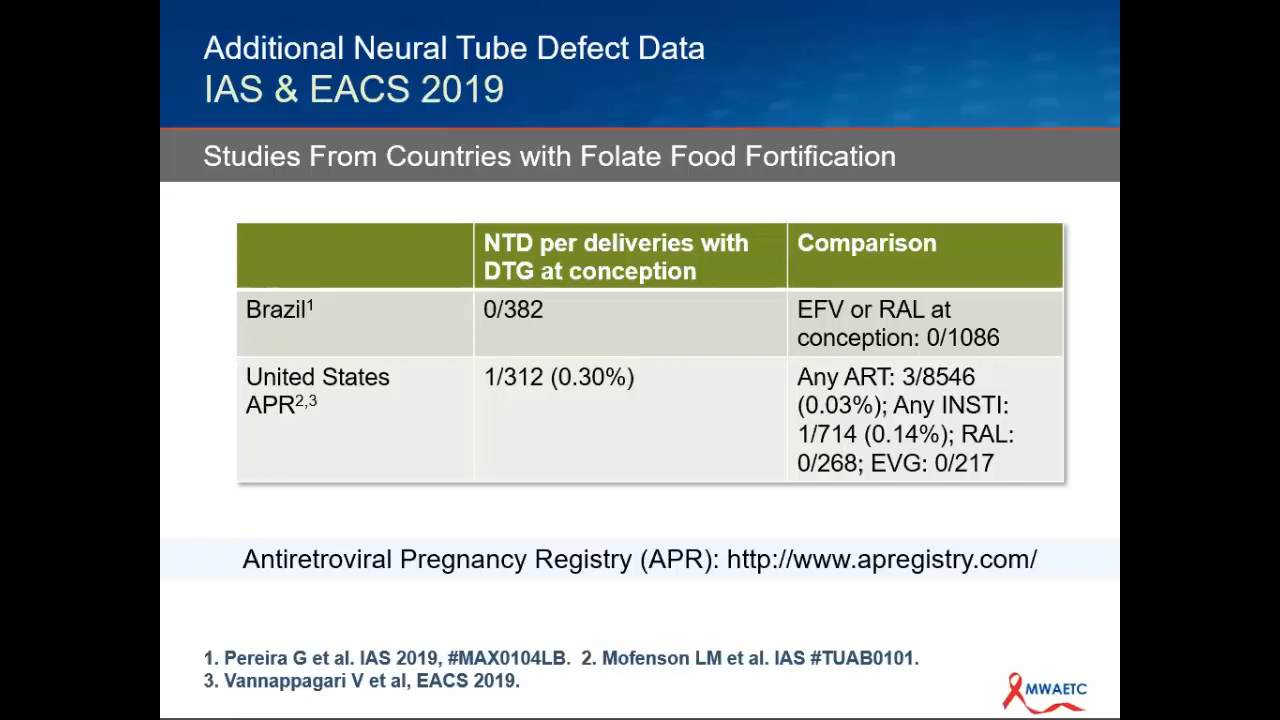 Additional Neural Tube Defect Data
IAS & EACS 2019
Studies From Countries with Folate Food Fortification
NTD per deliveries with
DTG at conception
Comparison
Brazil¹
0/382
EFV or RAL at
conception: 0/1086
United States
APR²,³
1/312 (0.30%)
Any ART: 3/8546
(0.03%); Any INSTI:
1/714 (0.14%); RAL:
0/268; EVG: 0/217
Antiretroviral Pregnancy Registry (APR): http://www.apregistry.com/
1. Pereira G et al. IAS 2019, #MAX0104LB. 2. Mofenson LM et al. IAS #TUAB0101.
3. Vannappagari V et al, EACS 2019.
MWAETC